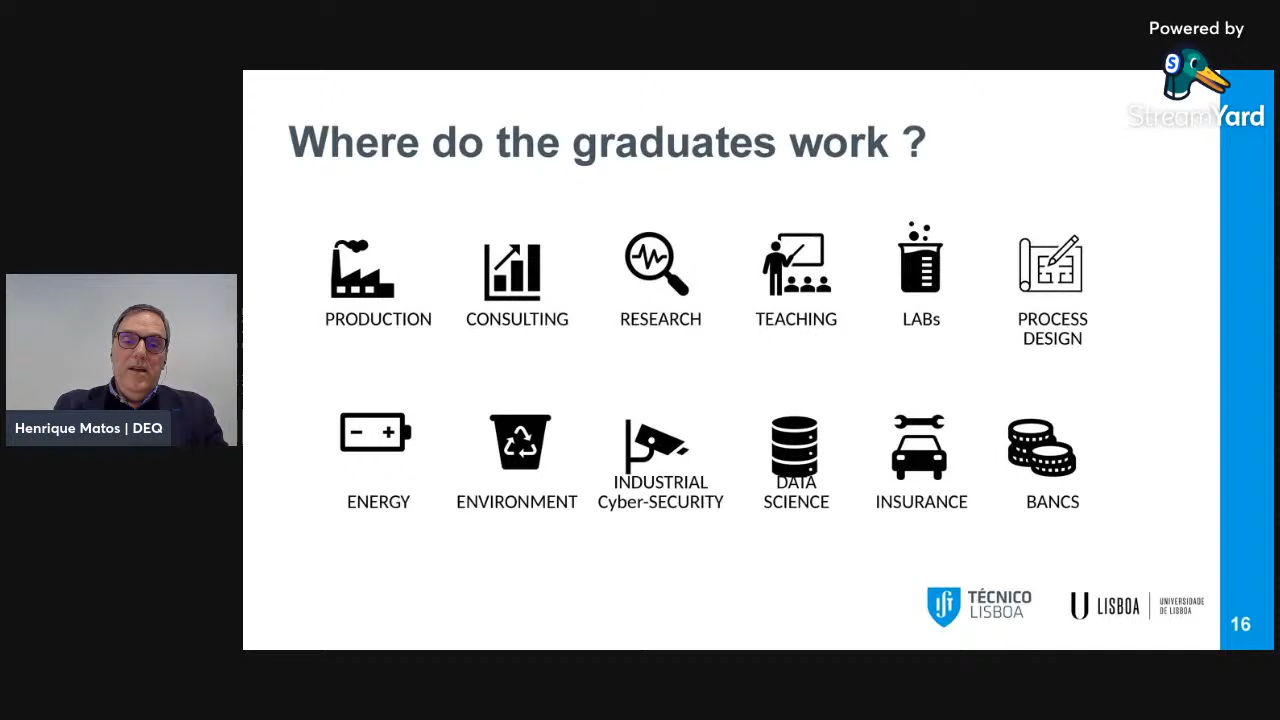 Powered by
StreamYard
Where do the graduates work ?
PRODUCTION
CONSULTING
RESEARCH
TEACHING
LABs
PROCESS
DESIGN
Henrique Matos | DEQ
ENERGY
ENVIRONMENT
INDUSTRIAL
Cyber-SECURITY
DATA
SCIENCE
INSURANCE
BANCS
TÉCNICO
LISBOA
U LISBOA
UNIVERSIDADE
DE LISBOA
16